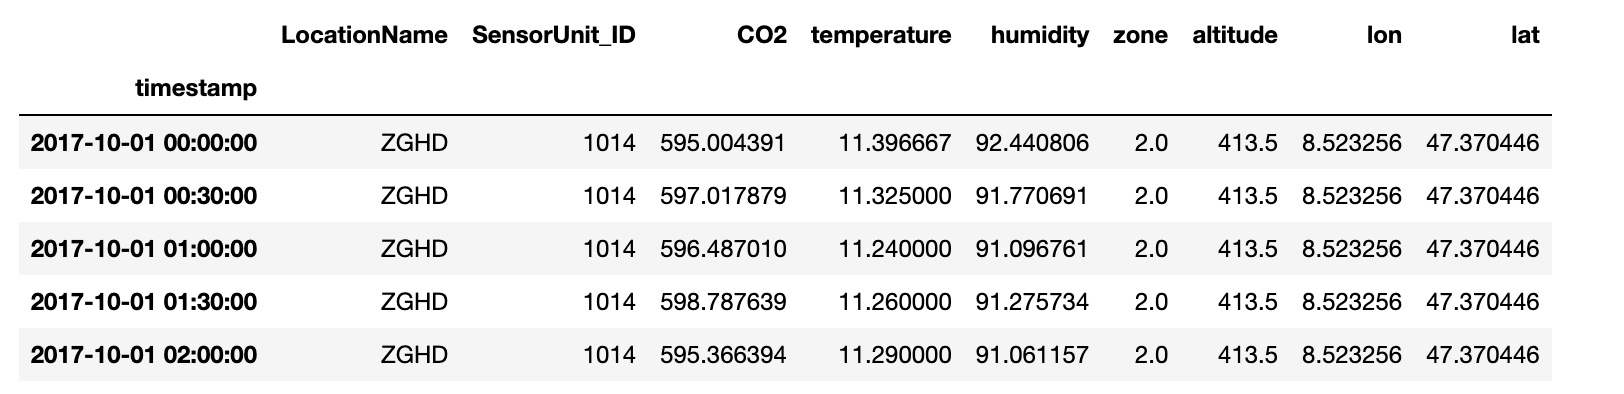 LocationName SensorUnit_ID CO2 temperature humidity zone altitude lon lat
timestamp
2017-10-01 00:00:00 ZGHD 1014 595.004391 11.396667 92.440806 2.0 413.5 8.523256 47.370446
2017-10-01 00:30:00 ZGHD 1014 597.017879 11.325000 91.770691 2.0 413.5 8.523256 47.370446
2017-10-01 01:00:00 ZGHD 1014 596.487010 11.240000 91.096761 2.0 413.5 8.523256 47.370446
2017-10-01 01:30:00 ZGHD 1014 598.787639 11.260000 91.275734 2.0 413.5 8.523256 47.370446
2017-10-01 02:00:00 ZGHD 1014 595.366394 11.290000 91.061157 2.0 413.5 8.523256 47.370446